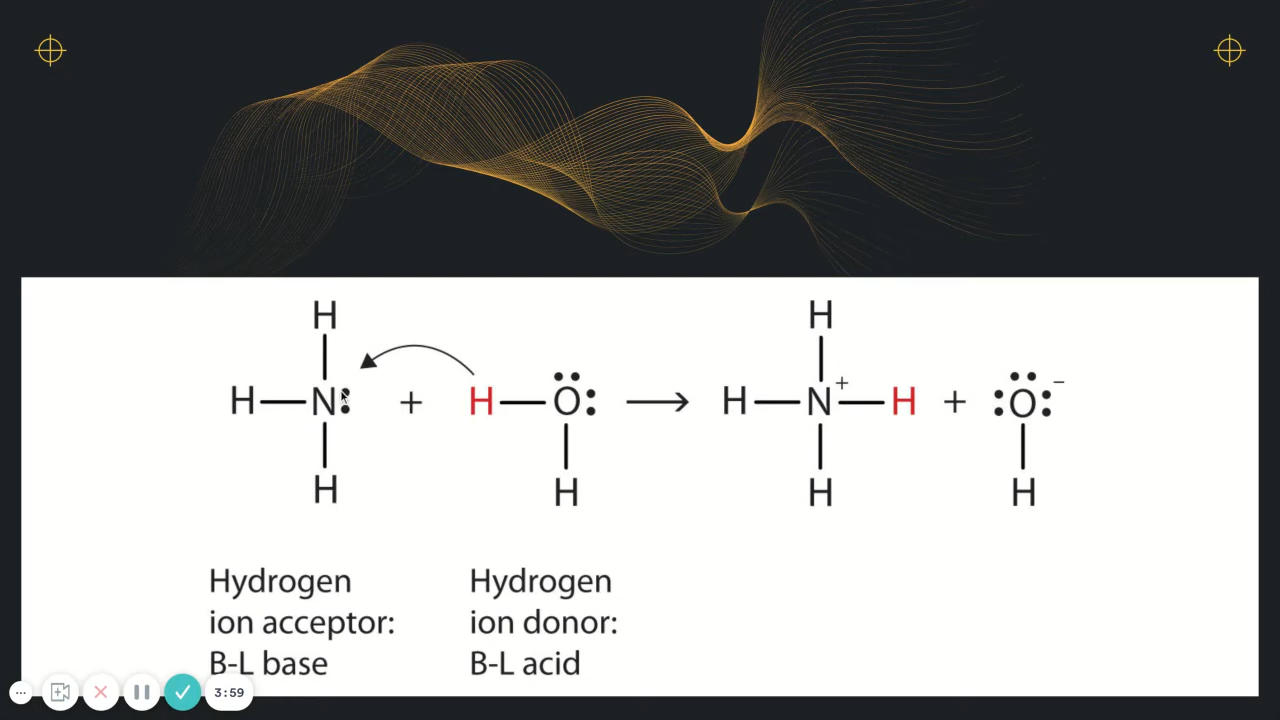 H H
H N: + H O: → H N + H + :O: −
H H H H
Hydrogen Hydrogen
ion acceptor: ion donor:
B-L base B-L acid
3:59